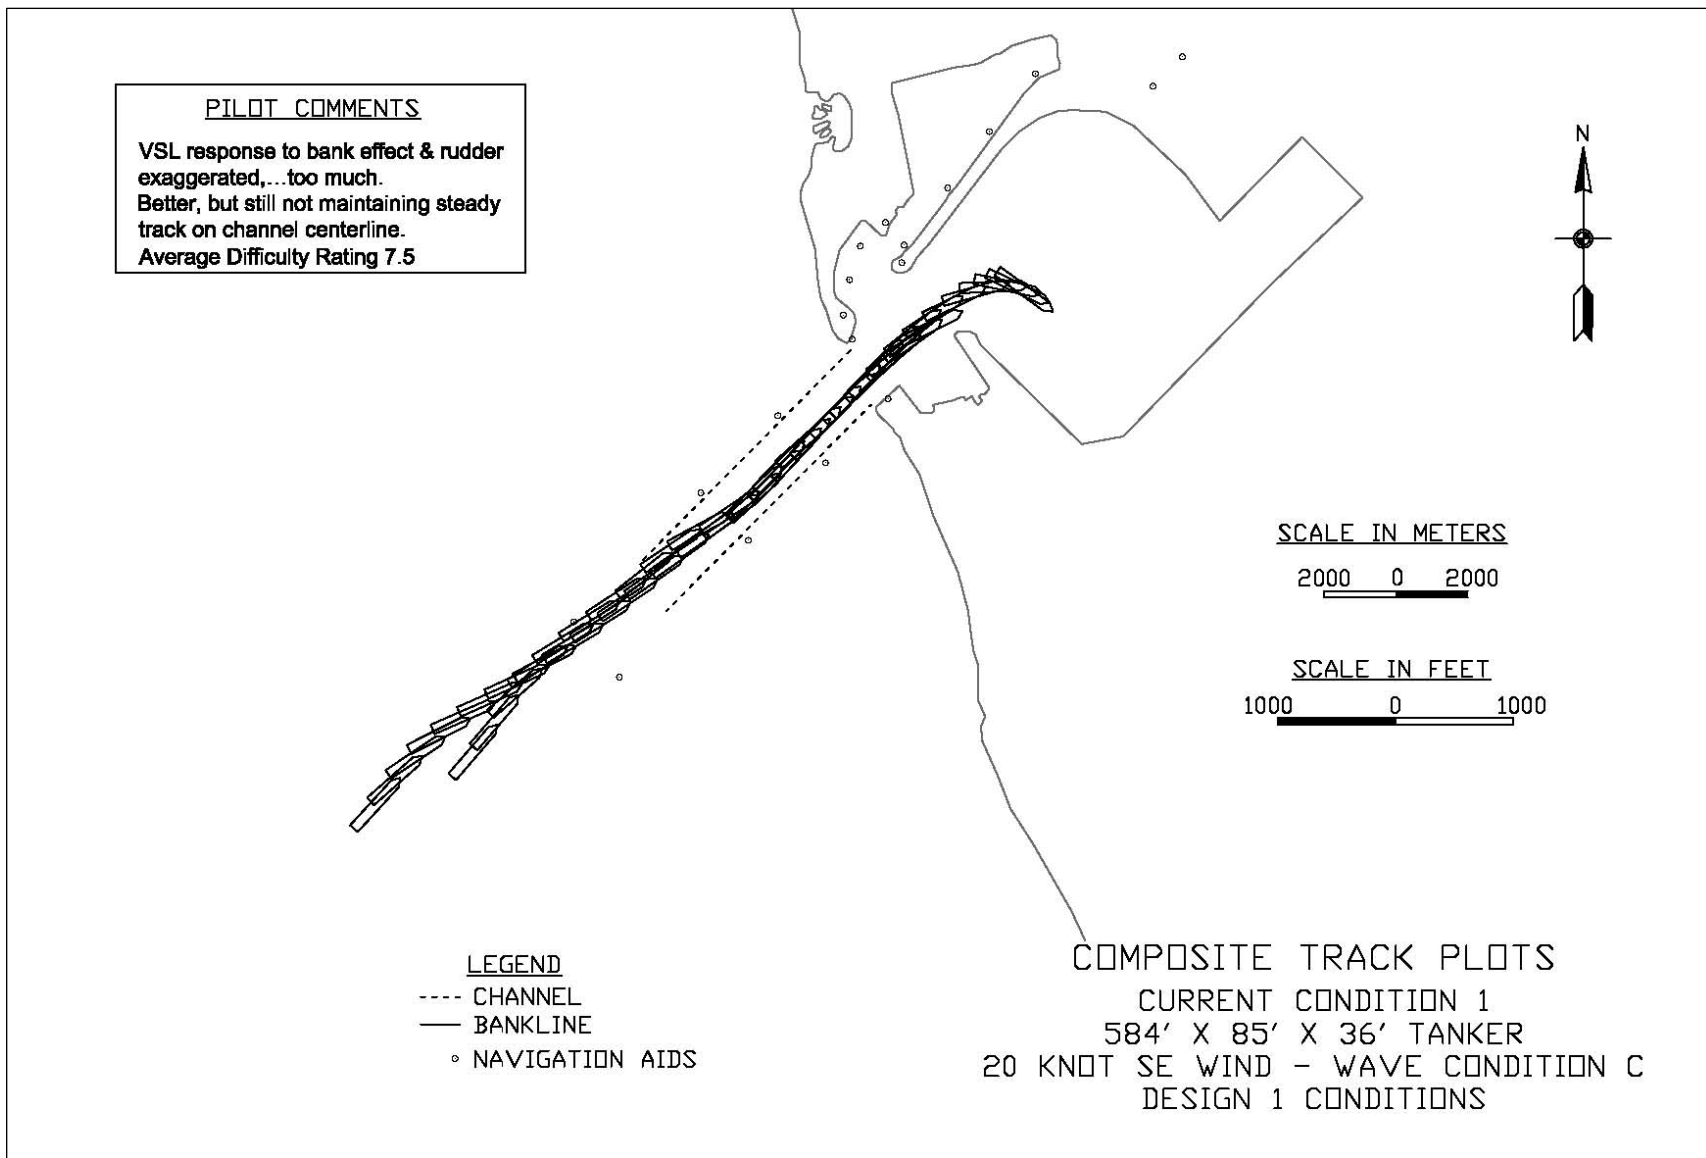 PILOT COMMENTS
VSL response to bank effect & rudder
exaggerated,...too much.
Better, but still not maintaining steady
track on channel centerline.
Average Difficulty Rating 7.5
N
SCALE IN METERS
2000 0 2000
SCALE IN FEET
1000 0 1000
LEGEND
CHANNEL
BANKLINE
NAVIGATION AIDS
COMPOSITE TRACK PLOTS
CURRENT CONDITION 1
584' X 85' X 36' TANKER
20 KNOT SE WIND - WAVE CONDITION C
DESIGN 1 CONDITIONS